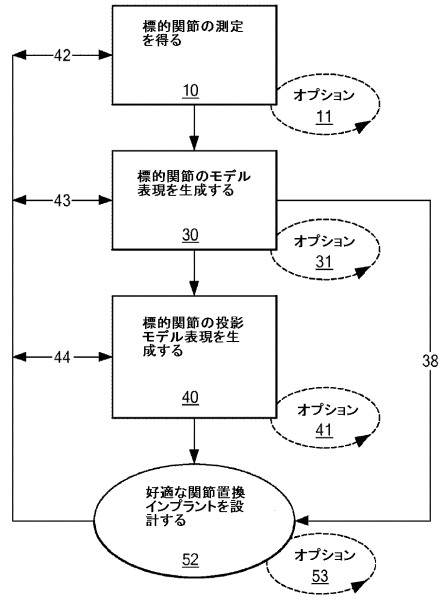 標的関節の測定
を得る
10
オプション
11
42
標的関節のモデル
表現を生成する
30
オプション
31
43
標的関節の投影
モデル表現を生
成する
40
オプション
41
44
38
好適な関節置換
インプラントを設
計する
52
オプション
53